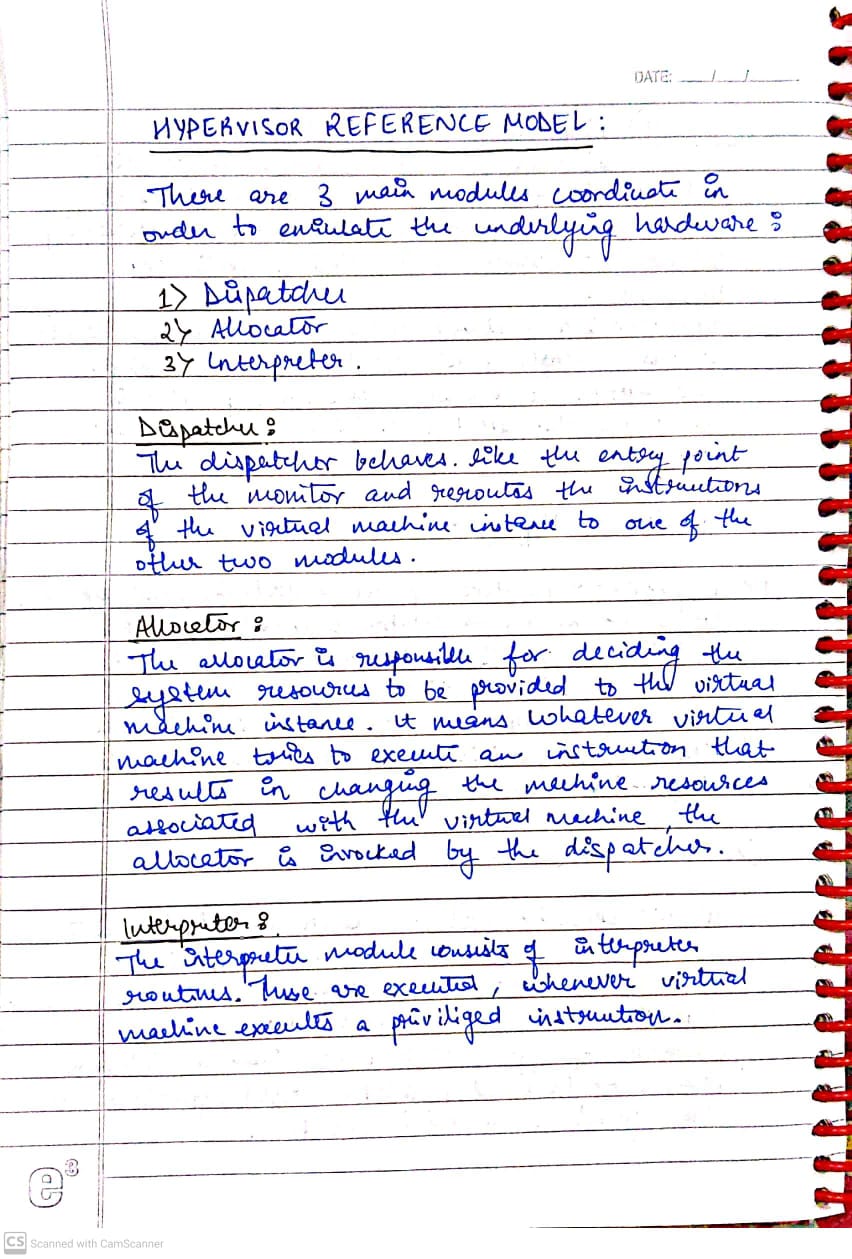 DATE: __/__/____
HYPERVISOR REFERENCE MODEL :
There are 3 main modules coordinate in
order to emulate the underlying hardware :
1) Dispatcher
2) Allocator
3) Interpreter .
Dispatcher :
The dispatcher behaves. like the entry point
of the monitor and reroutes the instructions
of the virtual machine instance to one of the
other two modules .
Allocator :
The allocator is responsible for deciding the
system resources to be provided to the virtual
machine instance . it means whatever virtual
machine tries to execute an instruction that
results in changing the machine resources
associated with the virtual machine , the
allocator is invocked by the dispatcher.
Interpreter :
The interpreter module consists of interpreter
routines. These are executed , whenever virtual
machine executes a priviliged instruction .
e3
CS Scanned with CamScanner